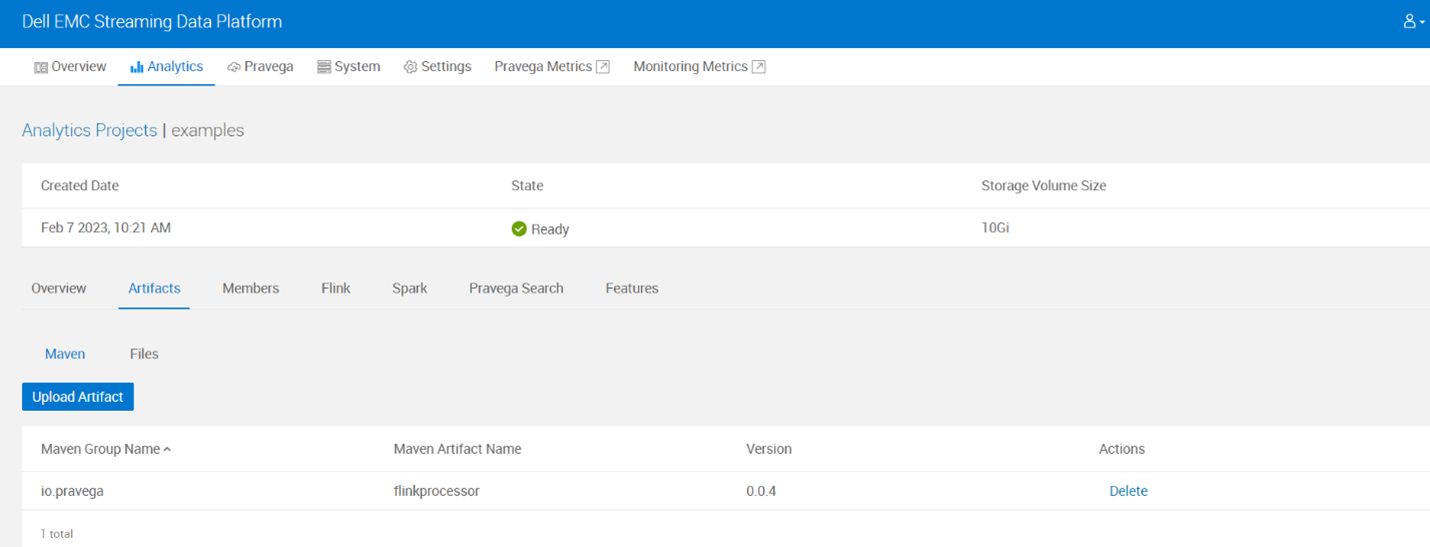 Dell EMC Streaming Data Platform
Overview Analytics Pravega System Settings Pravega Metrics Monitoring Metrics
Analytics Projects | examples
Created Date State Storage Volume Size
Feb 7 2023, 10:21 AM Ready 10Gi
Overview Artifacts Members Flink Spark Pravega Search Features
Maven Files
Upload Artifact
Maven Group Name Maven Artifact Name Version Actions
io.pravega flinkprocessor 0.0.4 Delete
1 total